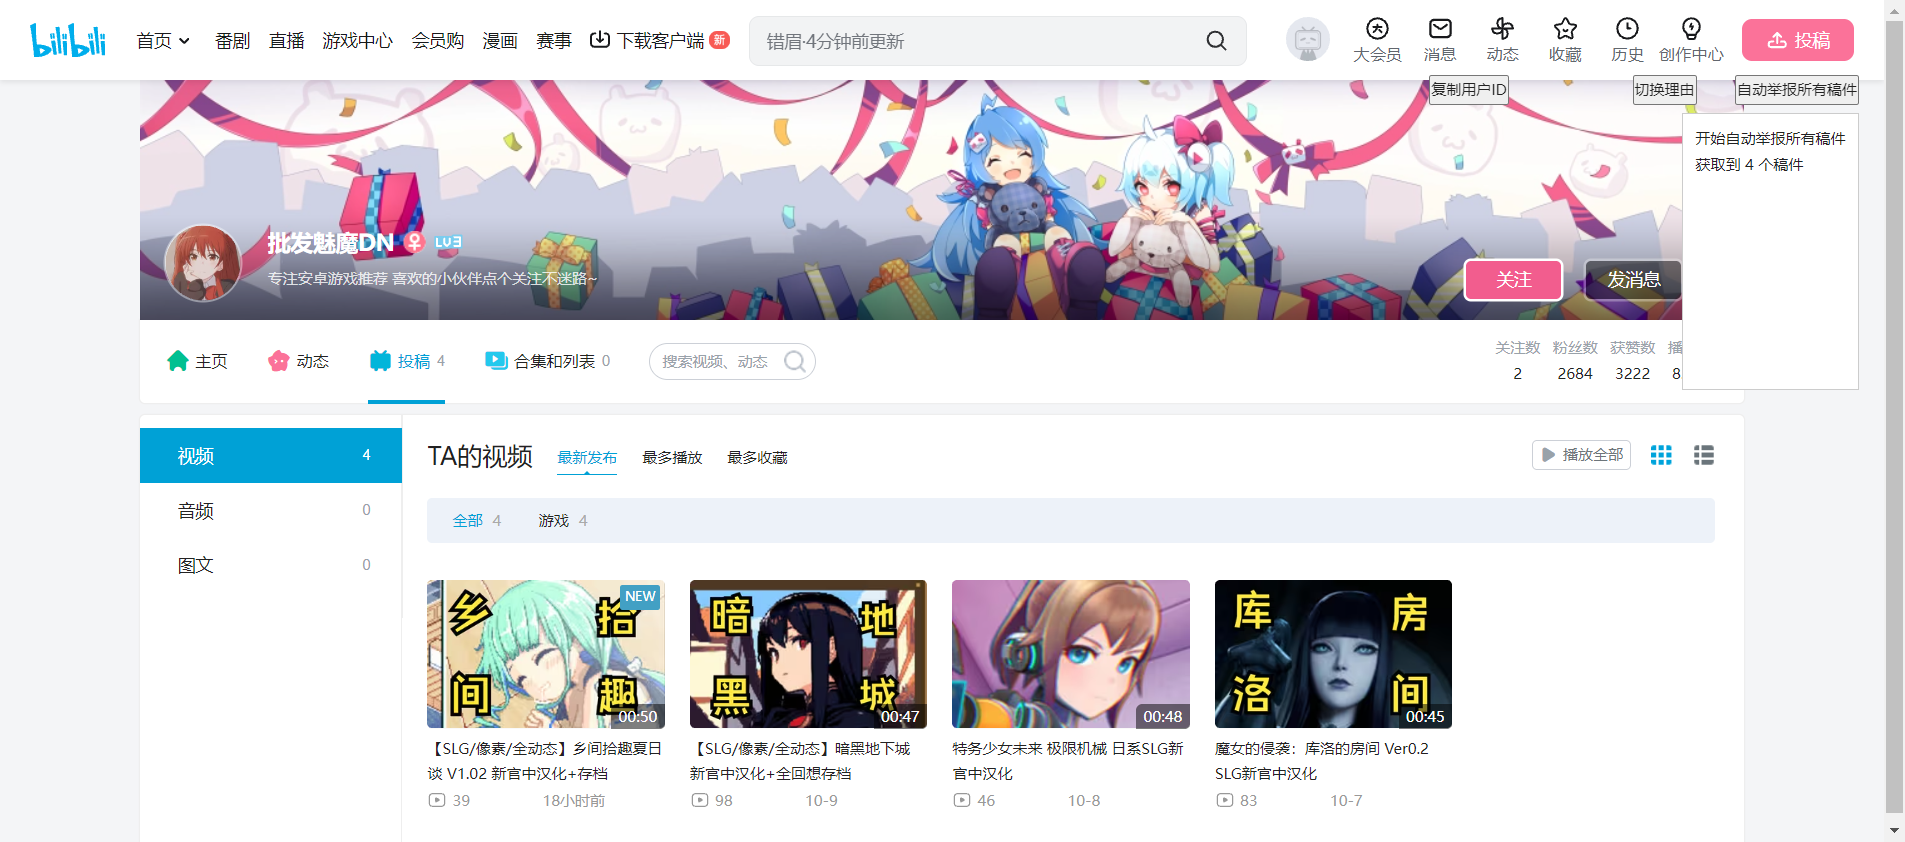 bilibili
首页
番剧
直播
游戏中心
会员购
漫画
赛事
下载客户端
新
错眉·4分钟前更新
大会员
消息
动态
收藏
历史
创作中心
投稿
复制用户ID
切换理由
自动举报所有稿件
开始自动举报所有稿件
获取到 4 个稿件
批发魅魔DN
LV3
专注安卓游戏推荐 喜欢的小伙伴点个关注不迷路~
关注
发消息
主页
动态
投稿 4
合集和列表 0
搜索视频、动态
关注数 粉丝数 获赞数 播
2 2684 3222 8
视频 4
音频 0
图文 0
TA的视频
最新发布
最多播放
最多收藏
播放全部
全部 4
游戏 4
乡 拾
间 趣
NEW
00:50
【SLG/像素/全动态】乡间拾趣夏日
谈 V1.02 新官中汉化+存档
39 18小时前
暗 地
黑 城
00:47
【SLG/像素/全动态】暗黑地下城
新官中汉化+全回想存档
98 10-9
00:48
特务少女未来 极限机械 日系SLG新
官中汉化
46 10-8
库 房
洛 间
00:45
魔女的侵袭：库洛的房间 Ver0.2
SLG新官中汉化
83 10-7